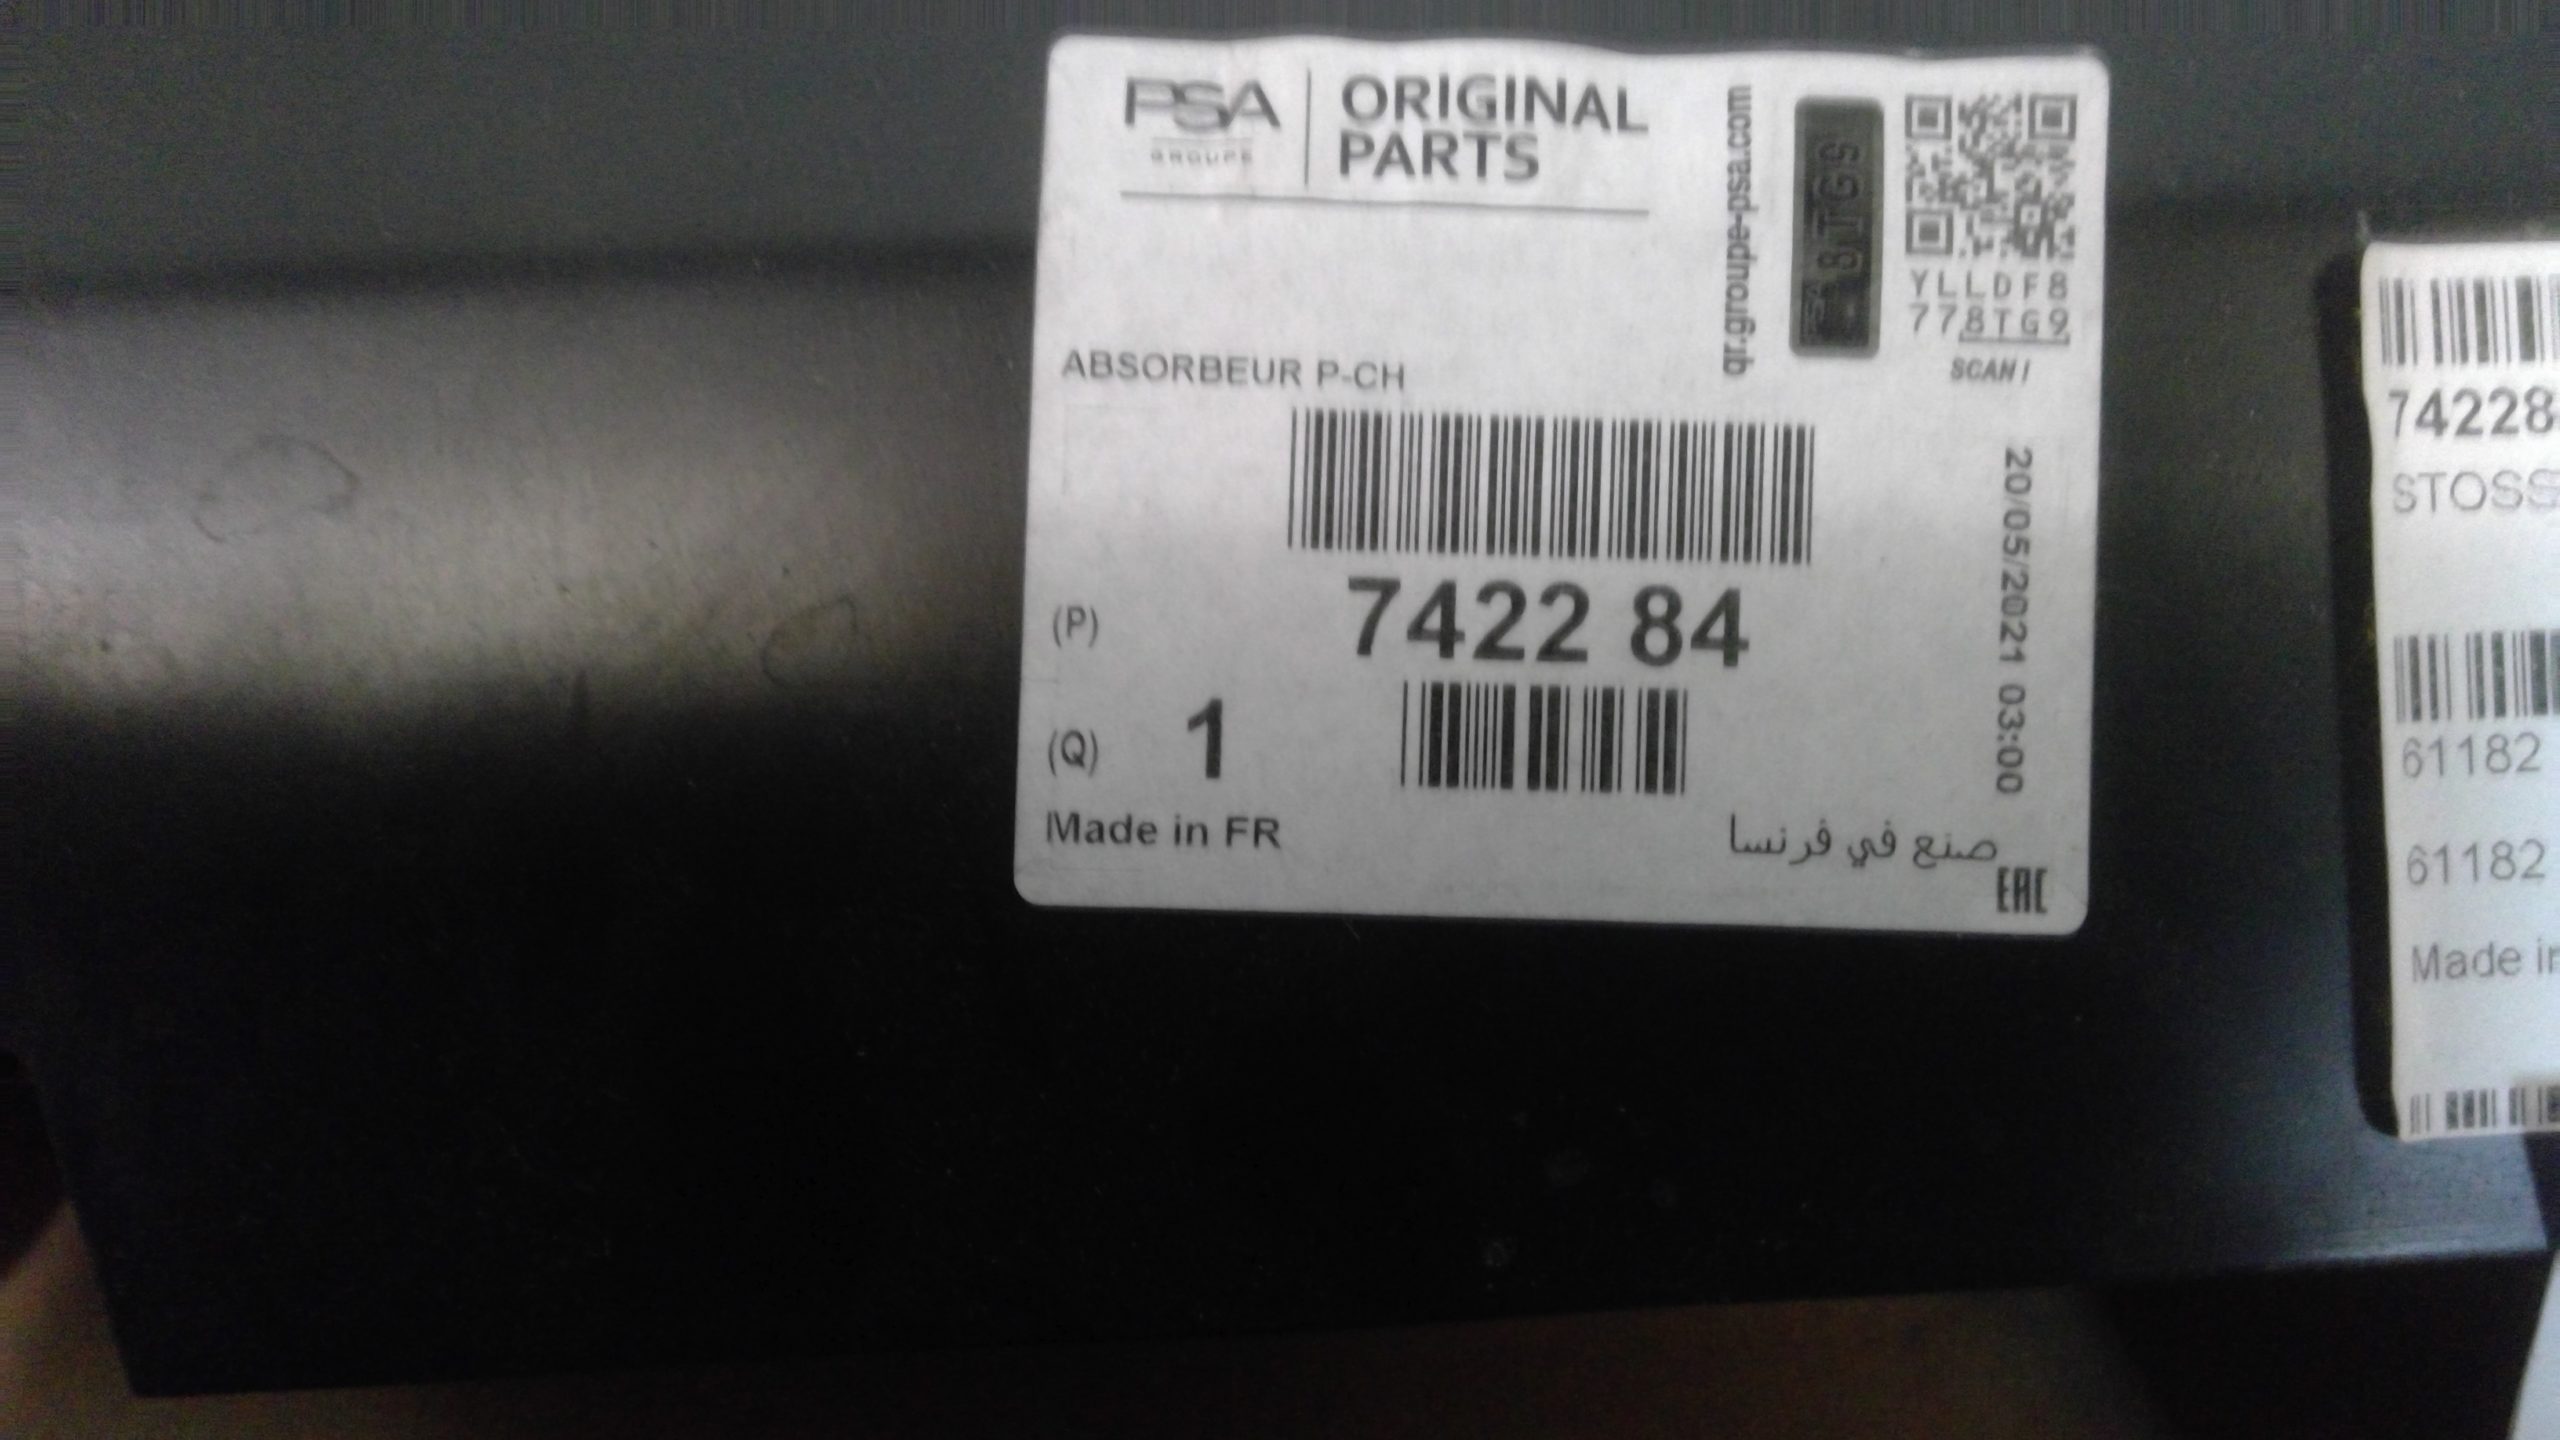 PSA
GROUPE
ORIGINAL
PARTS
qr.groupe-psa.com
8TG9
YLLDF8
778TG9
SCAN!
ABSORBEUR P-CH
20/05/2021 03:00
(P)
7422 84
(Q) 1
Made in FR
صنع في فرنسا
EAC
74228
STOSS
61182
61182
Made in